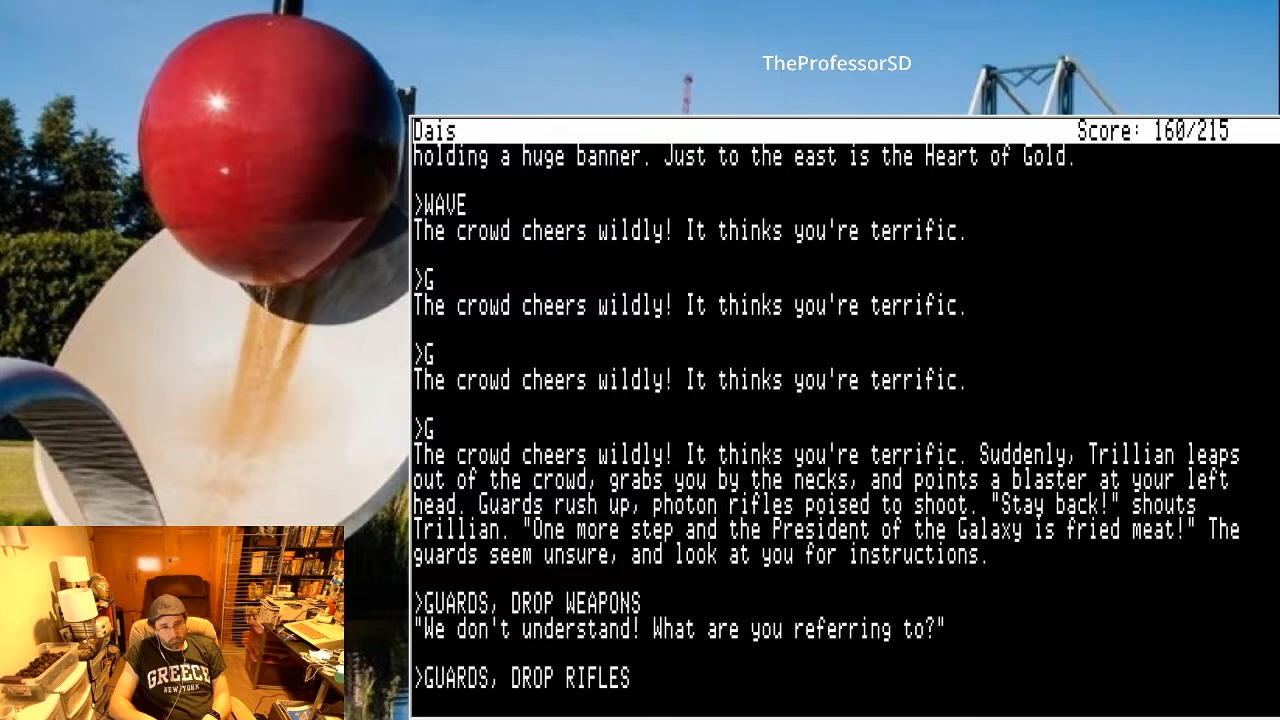 TheProfessorSD
Dais Score: 160/215
holding a huge banner. Just to the east is the Heart of Gold.
>WAVE
The crowd cheers wildly! It thinks you're terrific.
>G
The crowd cheers wildly! It thinks you're terrific.
>G
The crowd cheers wildly! It thinks you're terrific.
>G
The crowd cheers wildly! It thinks you're terrific. Suddenly, Trillian leaps
out of the crowd, grabs you by the necks, and points a blaster at your left
head. Guards rush up, photon rifles poised to shoot. "Stay back!" shouts
Trillian. "One more step and the President of the Galaxy is fried meat!" The
guards seem unsure, and look at you for instructions.
>GUARDS, DROP WEAPONS
"We don't understand! What are you referring to?"
>GUARDS, DROP RIFLES
GREECE
NEW YORK